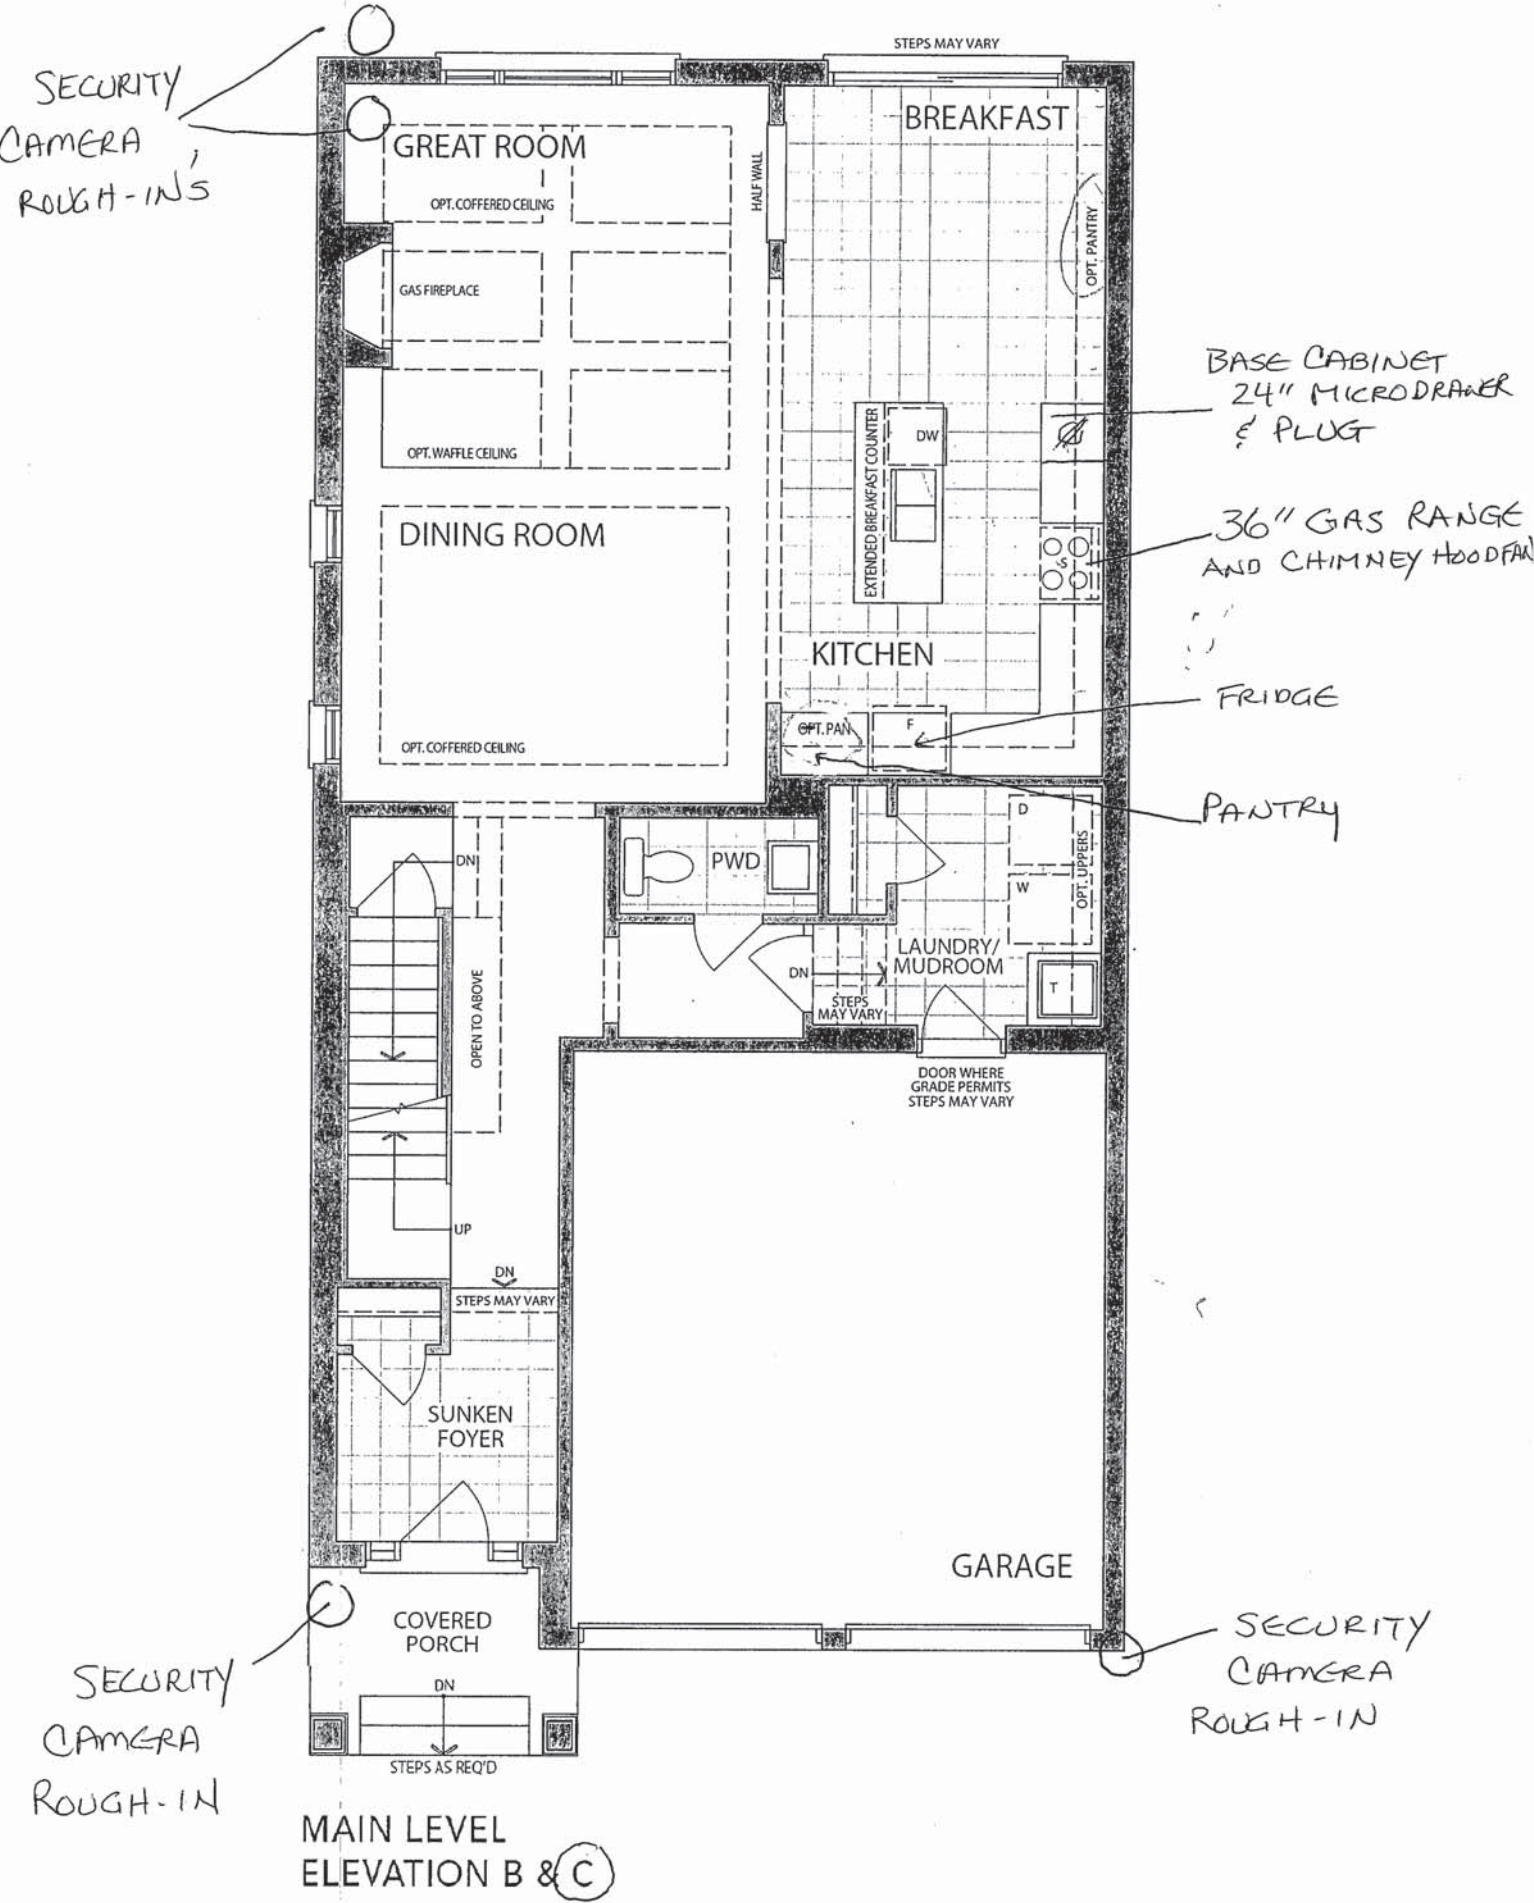 STEPS MAY VARY
SECURITY
CAMERA
ROUGH-IN'S
BREAKFAST
GREAT ROOM
HALF WALL
OPT. COFFERED CEILING
OPT. PANTRY
GAS FIREPLACE
BASE CABINET
24" MICRODRAWER
& PLUG
EXTENDED BREAKFAST COUNTER
DW
OPT. WAFFLE CEILING
DINING ROOM
36" GAS RANGE
AND CHIMNEY HOODFAN
S
KITCHEN
FRIDGE
OPT. PAN
F
OPT. COFFERED CEILING
PANTRY
D
DN
PWD
OPT. UPPERS
W
LAUNDRY/
MUDROOM
DN
OPEN TO ABOVE
T
STEPS
MAY VARY
DOOR WHERE
GRADE PERMITS
STEPS MAY VARY
UP
DN
STEPS MAY VARY
SUNKEN
FOYER
GARAGE
COVERED
PORCH
SECURITY
CAMERA
ROUGH-IN
SECURITY
CAMERA
ROUGH-IN
DN
STEPS AS REQ'D
MAIN LEVEL
ELEVATION B & C